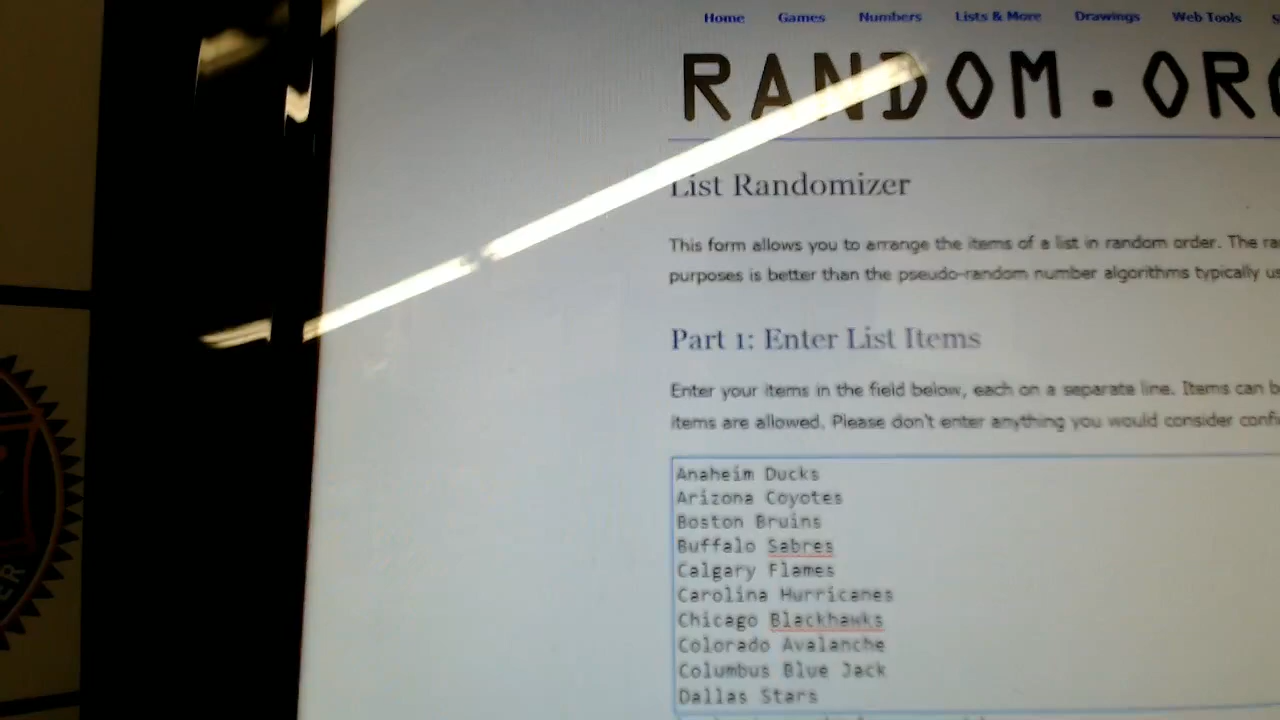 Home Games Numbers Lists & More Drawings Web Tools
RANDOM.ORG
List Randomizer
This form allows you to arrange the items of a list in random order. The
purposes is better than the pseudo-random number algorithms typically
Part 1: Enter List Items
Enter your items in the field below, each on a separate line. Items can
items are allowed. Please don't enter anything you would consider
Anaheim Ducks
Arizona Coyotes
Boston Bruins
Buffalo Sabres
Calgary Flames
Carolina Hurricanes
Chicago Blackhawks
Colorado Avalanche
Columbus Blue Jack
Dallas Stars